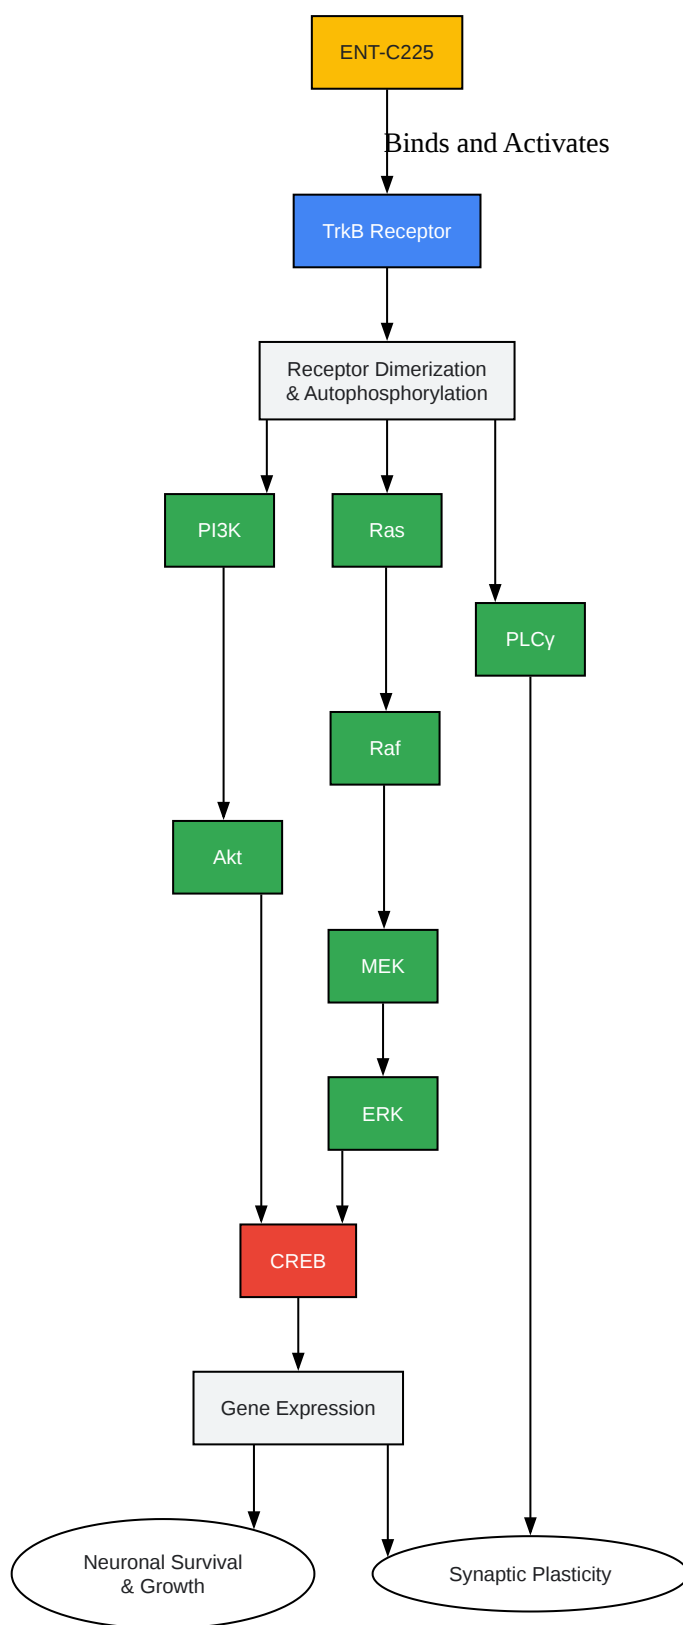 ENT-C225
Binds and Activates
TrkB Receptor
Receptor Dimerization
& Autophosphorylation
PI3K
Ras
PLCγ
Raf
Akt
MEK
ERK
CREB
Gene Expression
Neuronal Survival
& Growth
Synaptic Plasticity